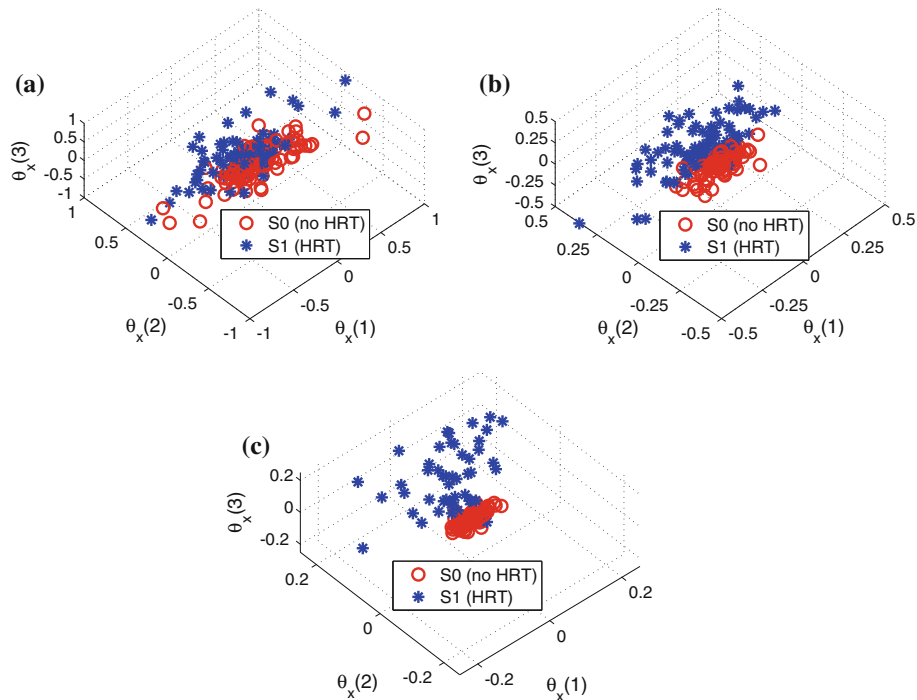 (a)
θx(3)
1
0.5
0
-0.5
-1
1
0.5
0
-0.5
-1
θx(2)
-1
-0.5
0
0.5
1
θx(1)
S0 (no HRT)
S1 (HRT)
(b)
θx(3)
0.5
0.25
0
-0.25
-0.5
0.5
0.25
0
-0.25
-0.5
θx(2)
-0.5
-0.25
0
0.25
0.5
θx(1)
S0 (no HRT)
S1 (HRT)
(c)
θx(3)
0.2
0
-0.2
0.2
0
-0.2
θx(2)
-0.2
0
0.2
θx(1)
S0 (no HRT)
S1 (HRT)